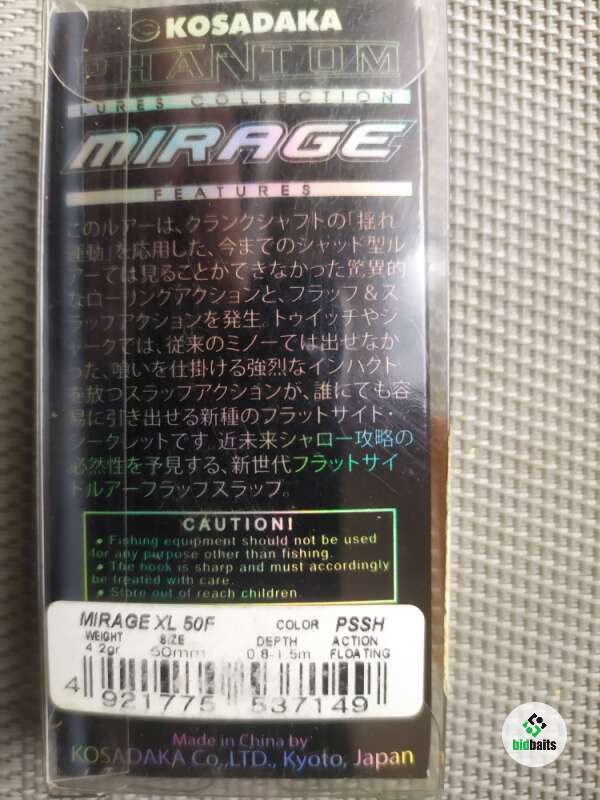 KOSADAKA
PHANTOM
LURES COLLECTION
MIRAGE
FEATURES
このルアーは、クランクシャフトの「揺れ
運動」を応用した、今までのシャッド型ル
アーでは見ることができなかった驚異的
なローリングアクションと、フラップ&ス
ラップアクションを発生。トゥイッチやジ
ャークでは、従来のミノーでは出せなか
った、喰いを仕掛ける強烈なインパクト
を放つスラップアクションが、誰にでも容
易に引き出せる新種のフラットサイト・
シークレットです。近未来シャロー攻略の
必然性を予見する、新世代フラットサイ
トルアーフラップスラップ。
CAUTION!
• Fishing equipment should not be used
for any purpose other than fishing.
• The hook is sharp and must accordingly
be treated with care.
• Store out of reach children.
MIRAGE XL 50F COLOR PSSH
WEIGHT SIZE DEPTH ACTION
4.2gr 50mm 0.8-1.5m FLOATING
4 921775 537149
Made in China by
KOSADAKA Co.,LTD., Kyoto, Japan
bidbaits